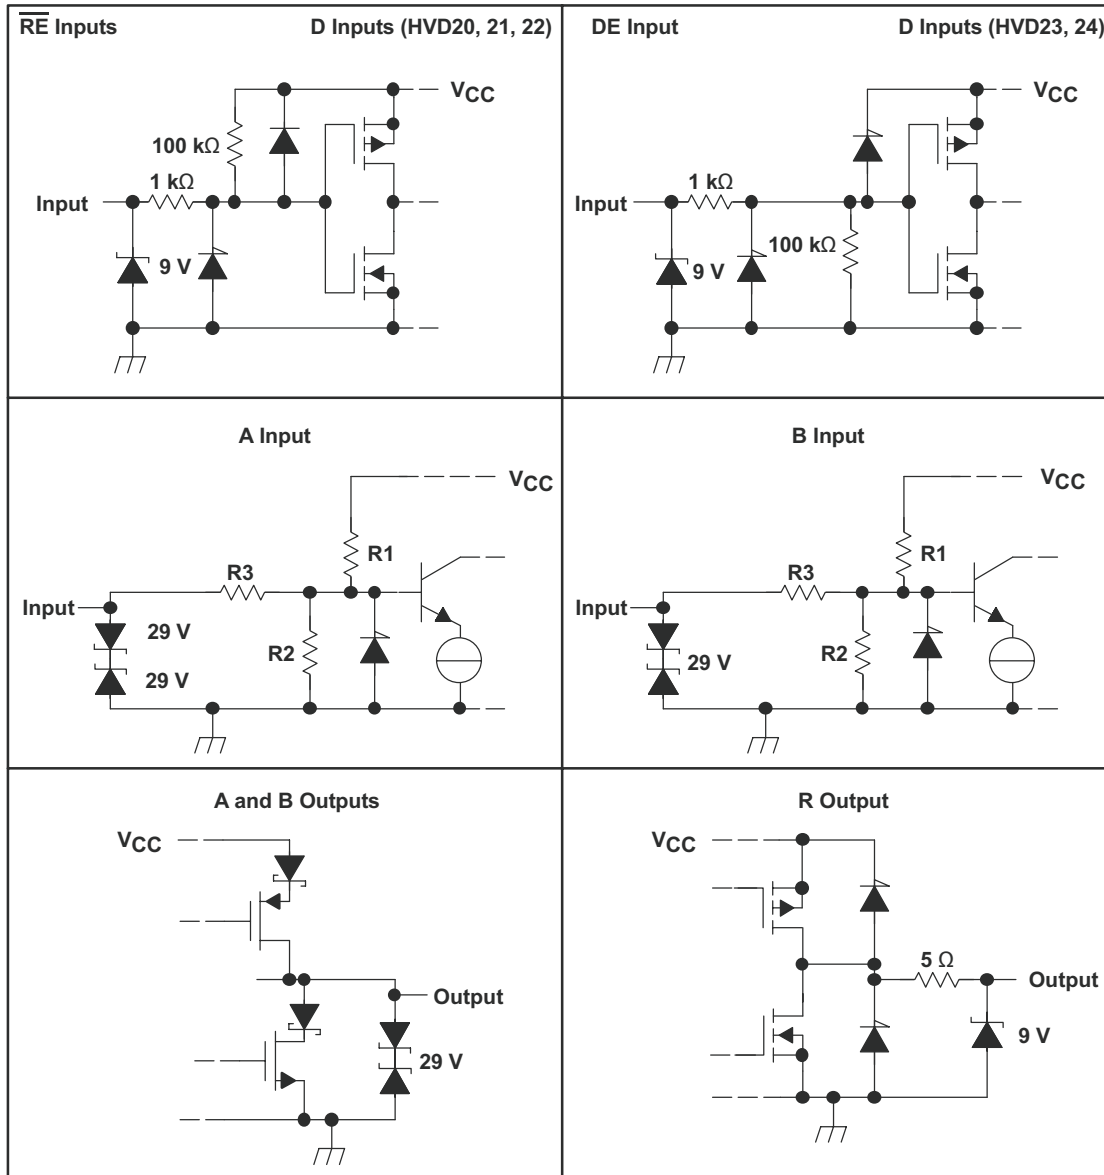 RE Inputs
D Inputs (HVD20, 21, 22)
VCC
100 kΩ
1 kΩ
Input
9 V
DE Input
D Inputs (HVD23, 24)
VCC
1 kΩ
Input
100 kΩ
9 V
A Input
VCC
R1
R3
Input
29 V
R2
29 V
B Input
VCC
R1
R3
Input
R2
29 V
A and B Outputs
VCC
Output
29 V
R Output
VCC
5 Ω
Output
9 V